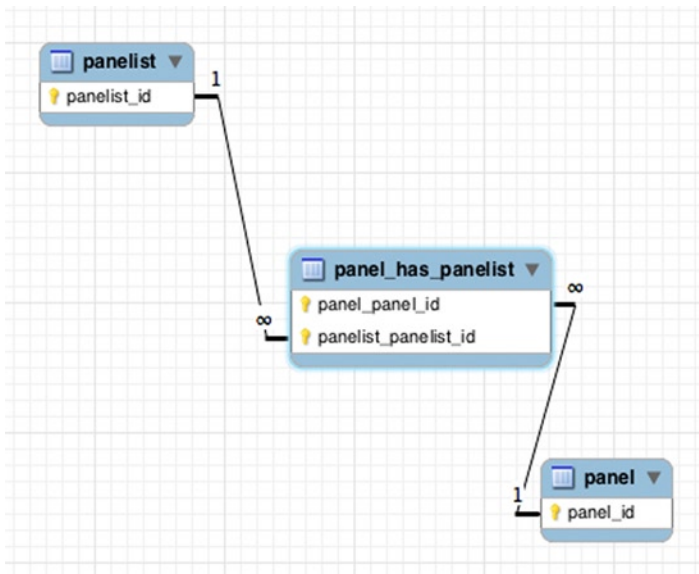 panelist
panelist_id
1
panel_has_panelist
∞
panel_panel_id
∞
panelist_panelist_id
panel
1
panel_id